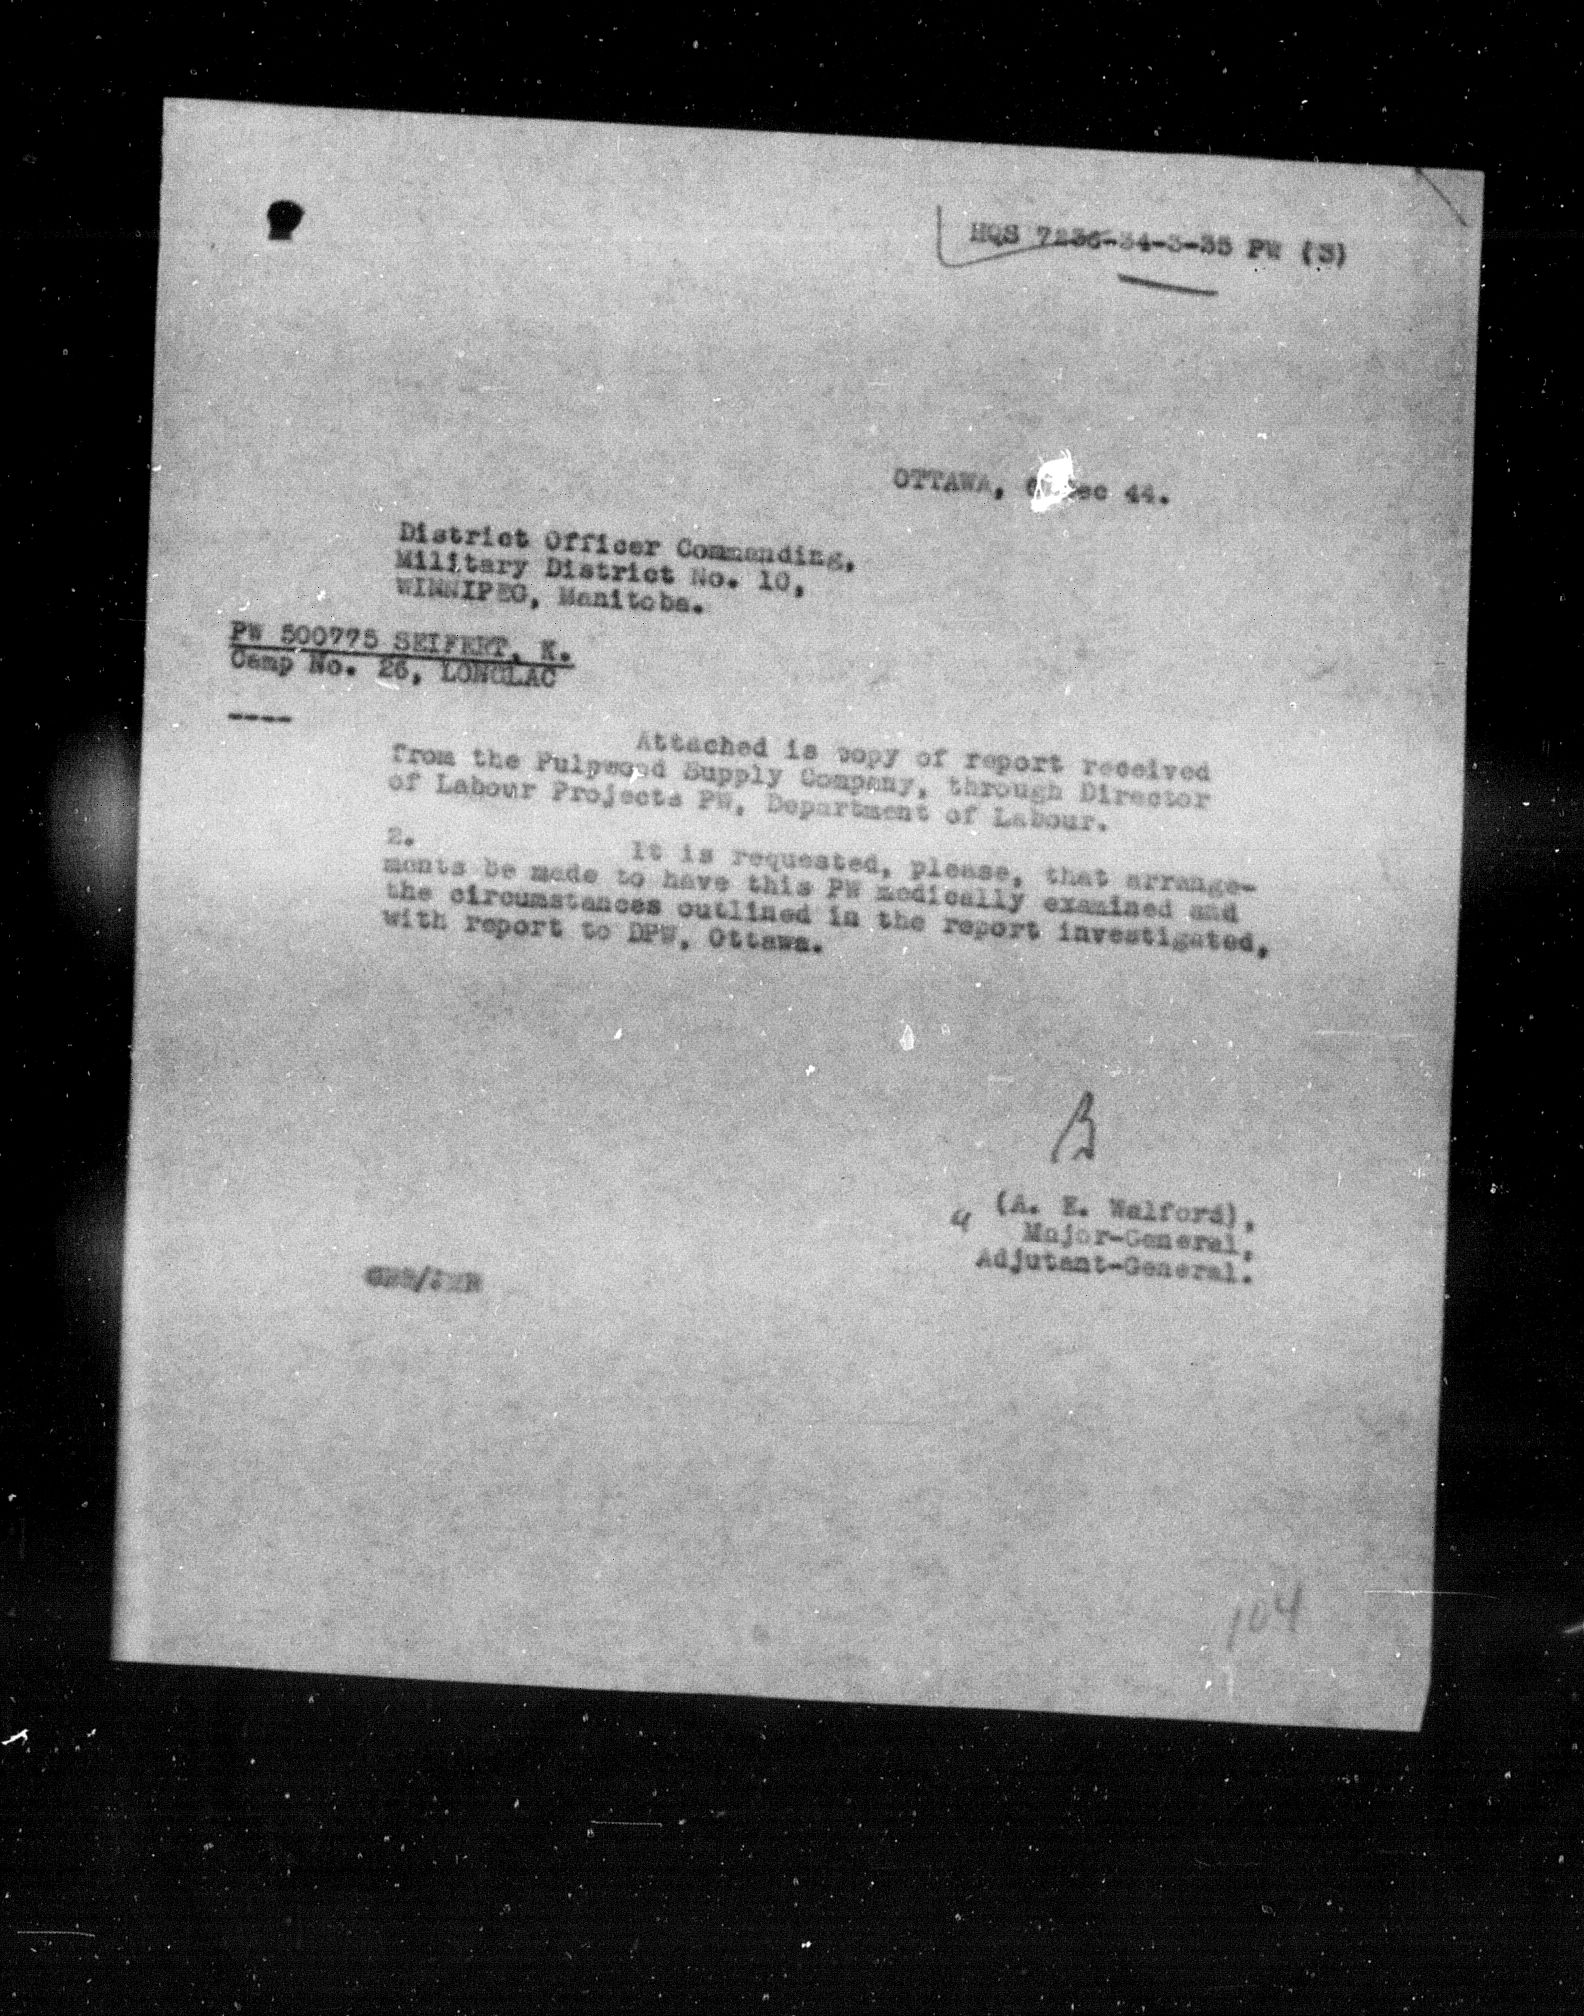 HQS 7236-34-3-35 PW (3)
OTTAWA, Dec 44.
District Officer Commanding,
Military District No. 10,
WINNIPEG, Manitoba.
PW 500775 SEIFERT, K.
Camp No. 26, LONGLAC
----
Attached is copy of report received
from the Pulpwood Supply Company, through Director
of Labour Projects PW, Department of Labour.
2. It is requested, please, that arrange-
ments be made to have this PW medically examined and
the circumstances outlined in the report investigated,
with report to DPW, Ottawa.
(A. E. Walford),
Major-General,
Adjutant-General.
104